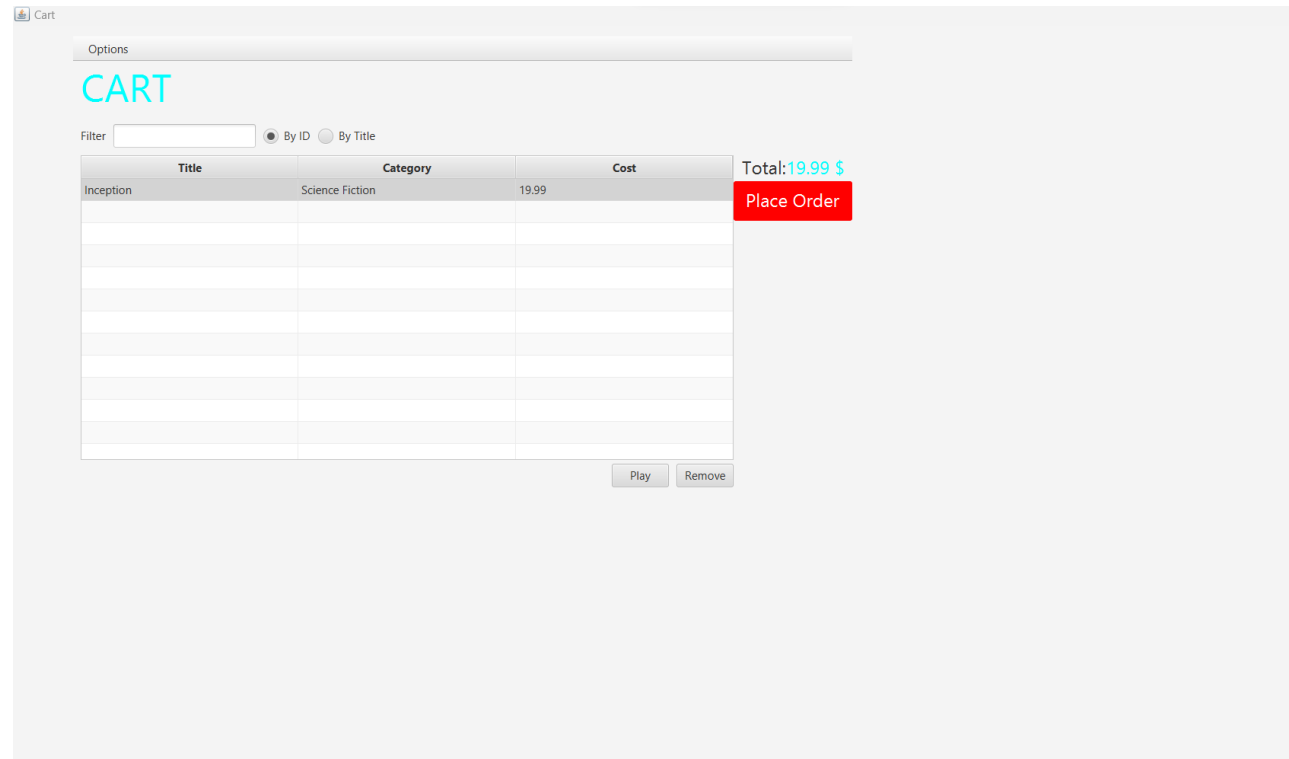 Cart
Options
CART
Filter By ID By Title
Title Category Cost
Inception Science Fiction 19.99
Total:19.99 $
Place Order
Play Remove